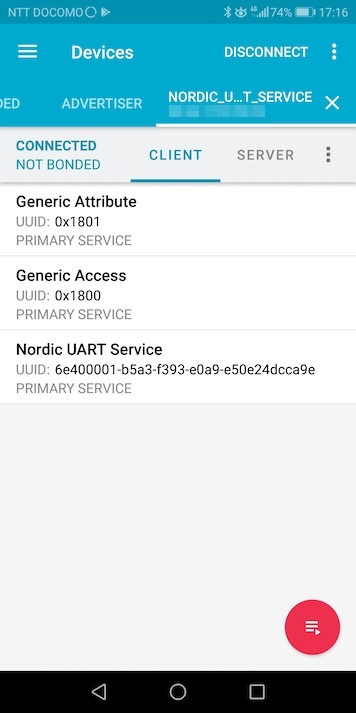 NTT DOCOMO 74% 17:16
Devices DISCONNECT
DED ADVERTISER NORDIC_U...T_SERVICE
CONNECTED
NOT BONDED CLIENT SERVER
Generic Attribute
UUID: 0x1801
PRIMARY SERVICE
Generic Access
UUID: 0x1800
PRIMARY SERVICE
Nordic UART Service
UUID: 6e400001-b5a3-f393-e0a9-e50e24dcca9e
PRIMARY SERVICE